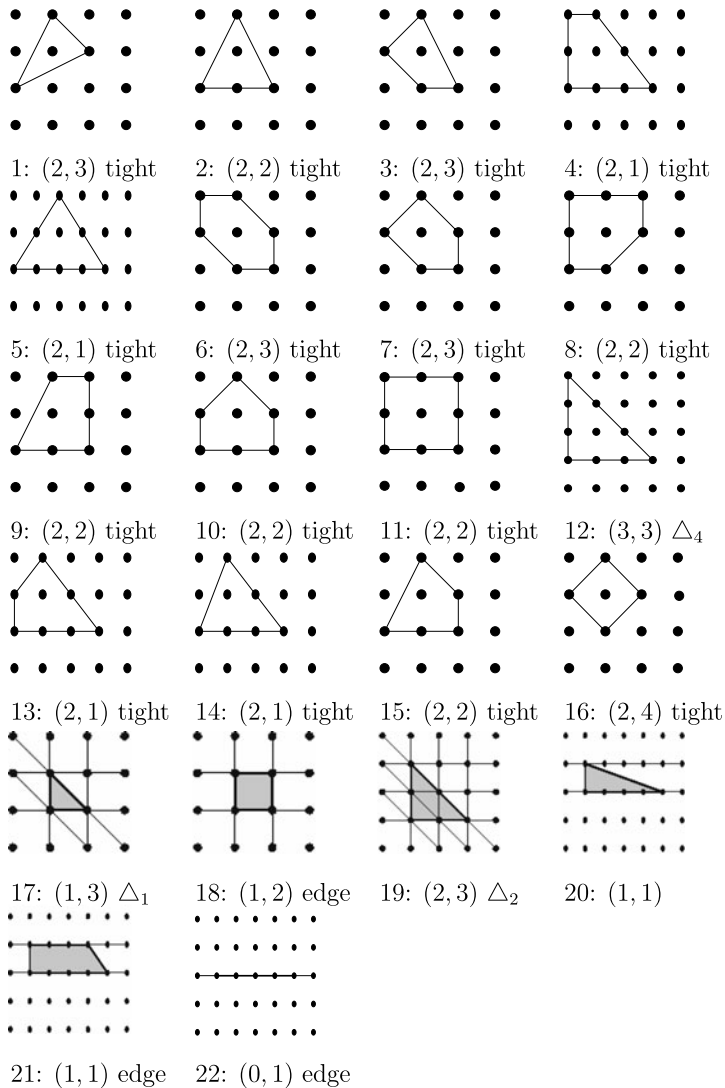 1: (2, 3) tight 2: (2, 2) tight 3: (2, 3) tight 4: (2, 1) tight
5: (2, 1) tight 6: (2, 3) tight 7: (2, 3) tight 8: (2, 2) tight
9: (2, 2) tight 10: (2, 2) tight 11: (2, 2) tight 12: (3, 3) △₄
13: (2, 1) tight 14: (2, 1) tight 15: (2, 2) tight 16: (2, 4) tight
17: (1, 3) △₁ 18: (1, 2) edge 19: (2, 3) △₂ 20: (1, 1)
21: (1, 1) edge 22: (0, 1) edge